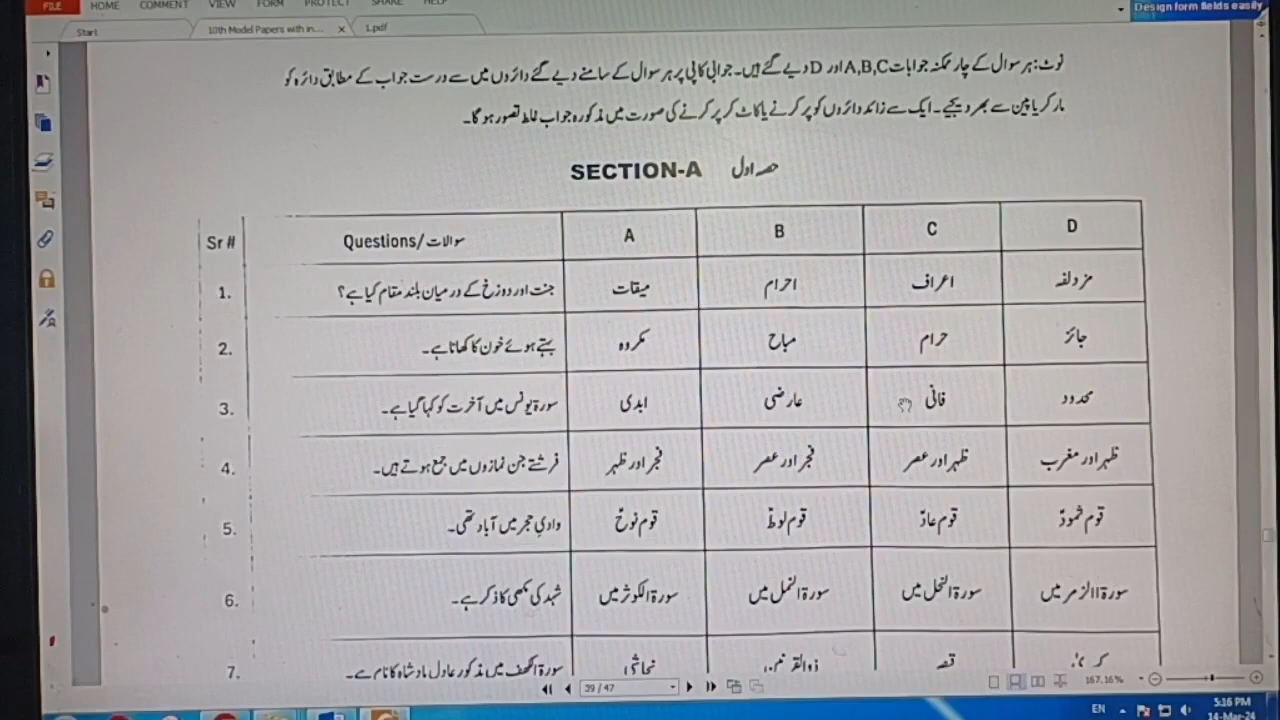 FILE HOME COMMENT VIEW FORM PROTECT SHARE HELP
Design form fields easily
Start 10th Model Papers with in... x 1.pdf
نوٹ: ہر سوال کے چار ممکنہ جوابات A,B,C اور D دیے گئے ہیں۔ جوابی کاپی پر ہر سوال کے سامنے دیے گئے دائروں میں سے درست جواب کے مطابق دائرہ کو
مارکر یا پین سے بھر دیجیے۔ ایک سے زائد دائروں کو پر کرنے یا کاٹ کر پر کرنے کی صورت میں مذکورہ جواب غلط تصور ہو گا۔
SECTION-A حصہ اول
Sr # Questions/سوالات A B C D
1. جنت اور دوزخ کے درمیان بلند مقام کیا ہے؟ میقات احرام اعراف مزدلفہ
2. بہتے ہوئے خون کا کھانا ہے۔ مکروہ مباح حرام جائز
3. سورۃ یونس میں آخرت کو کہا گیا ہے۔ ابدی عارضی فانی محدود
4. فرشتے جن نمازوں میں جمع ہوتے ہیں۔ فجر اور ظہر فجر اور عصر ظہر اور عصر ظہر اور مغرب
5. وادیِ حجر میں آباد تھی۔ قوم نوحؑ قوم لوطؑ قوم عادؑ قوم ثمودؑ
6. شہد کی مکھی کا ذکر ہے۔ سورۃ الکوثر میں سورۃ النمل میں سورۃ النحل میں سورۃ االزمر میں
7. سورۃ الکھف میں مذکور عادل بادشاہ کا نام ہے۔ نجاشی ذوالقرنین
39 / 47 167.16%
EN 5:16 PM
14-Mar-24